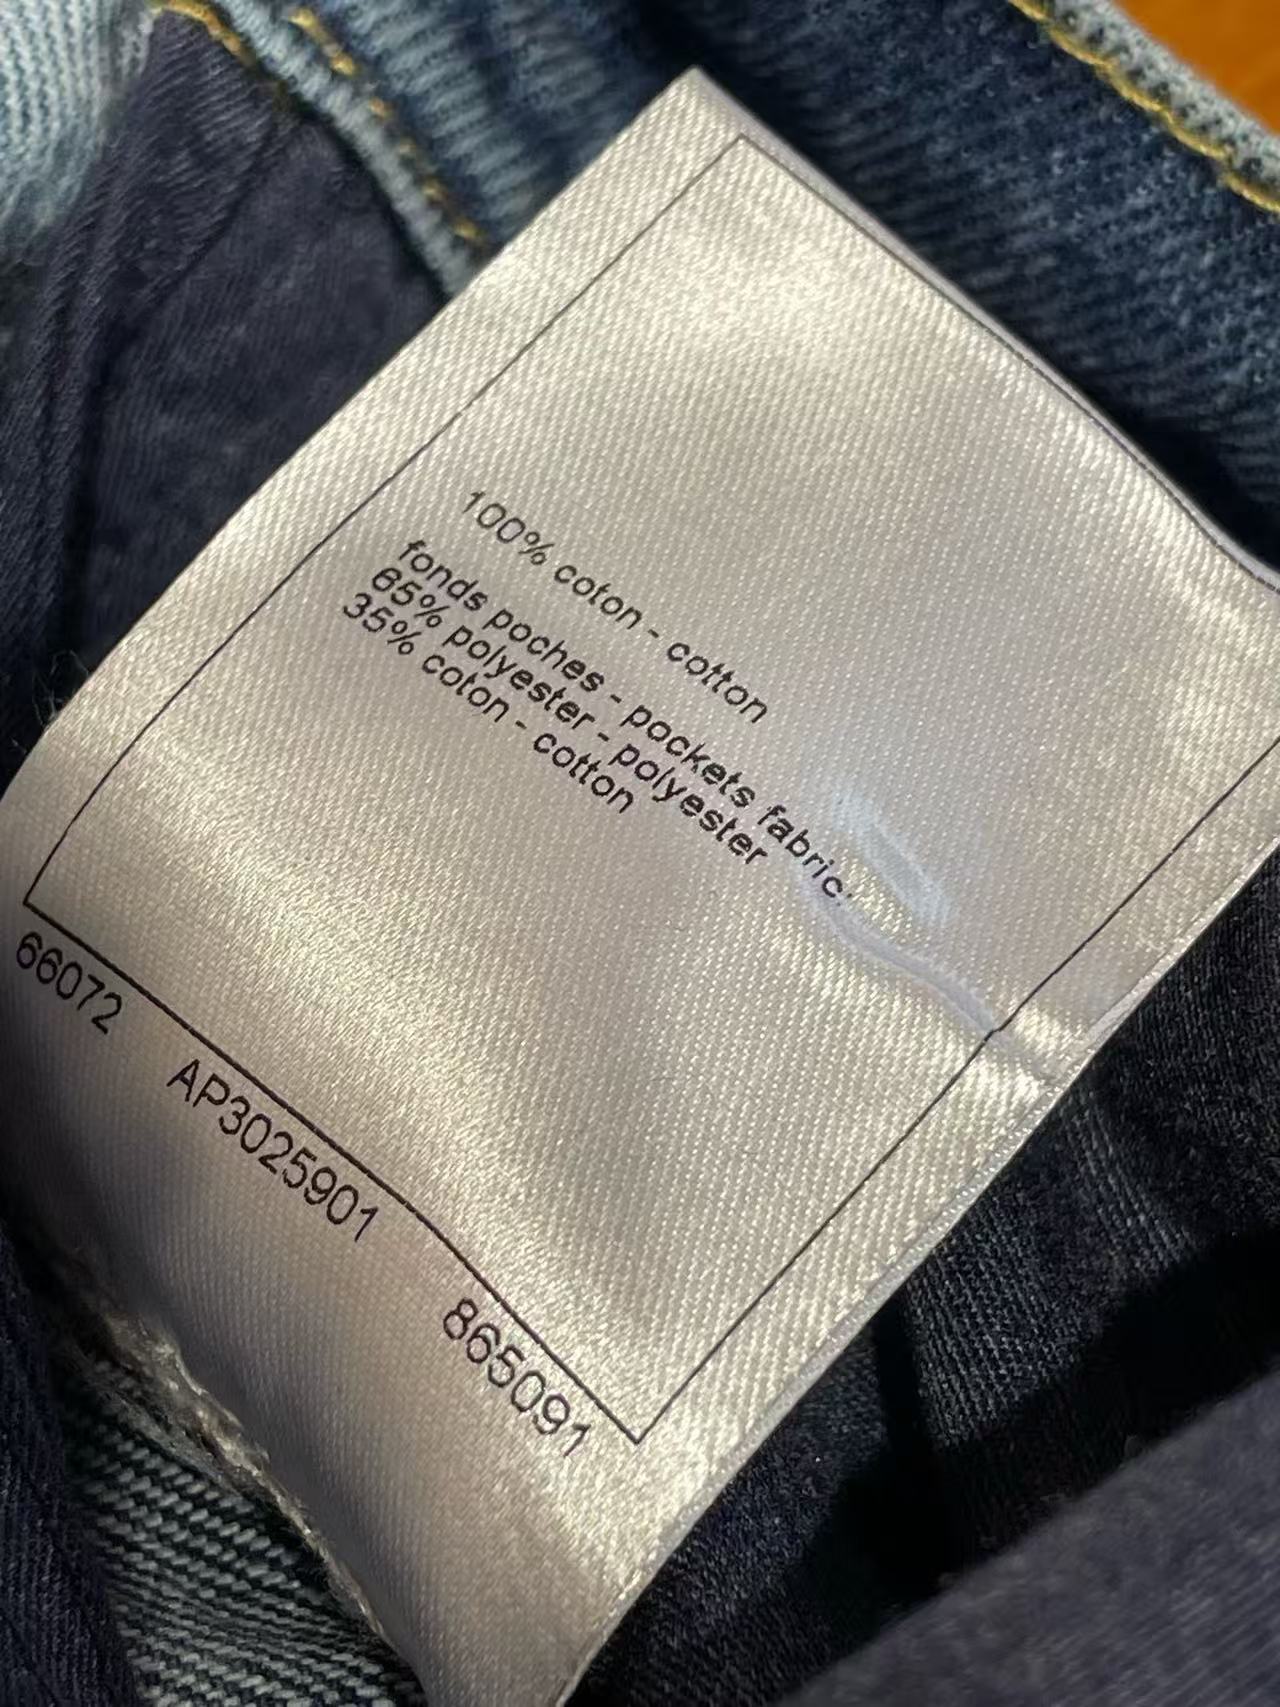 100% coton - cotton
fonds poches - pockets fabric:
65% polyester - polyester
35% coton - cotton
66072 AP3025901 865091